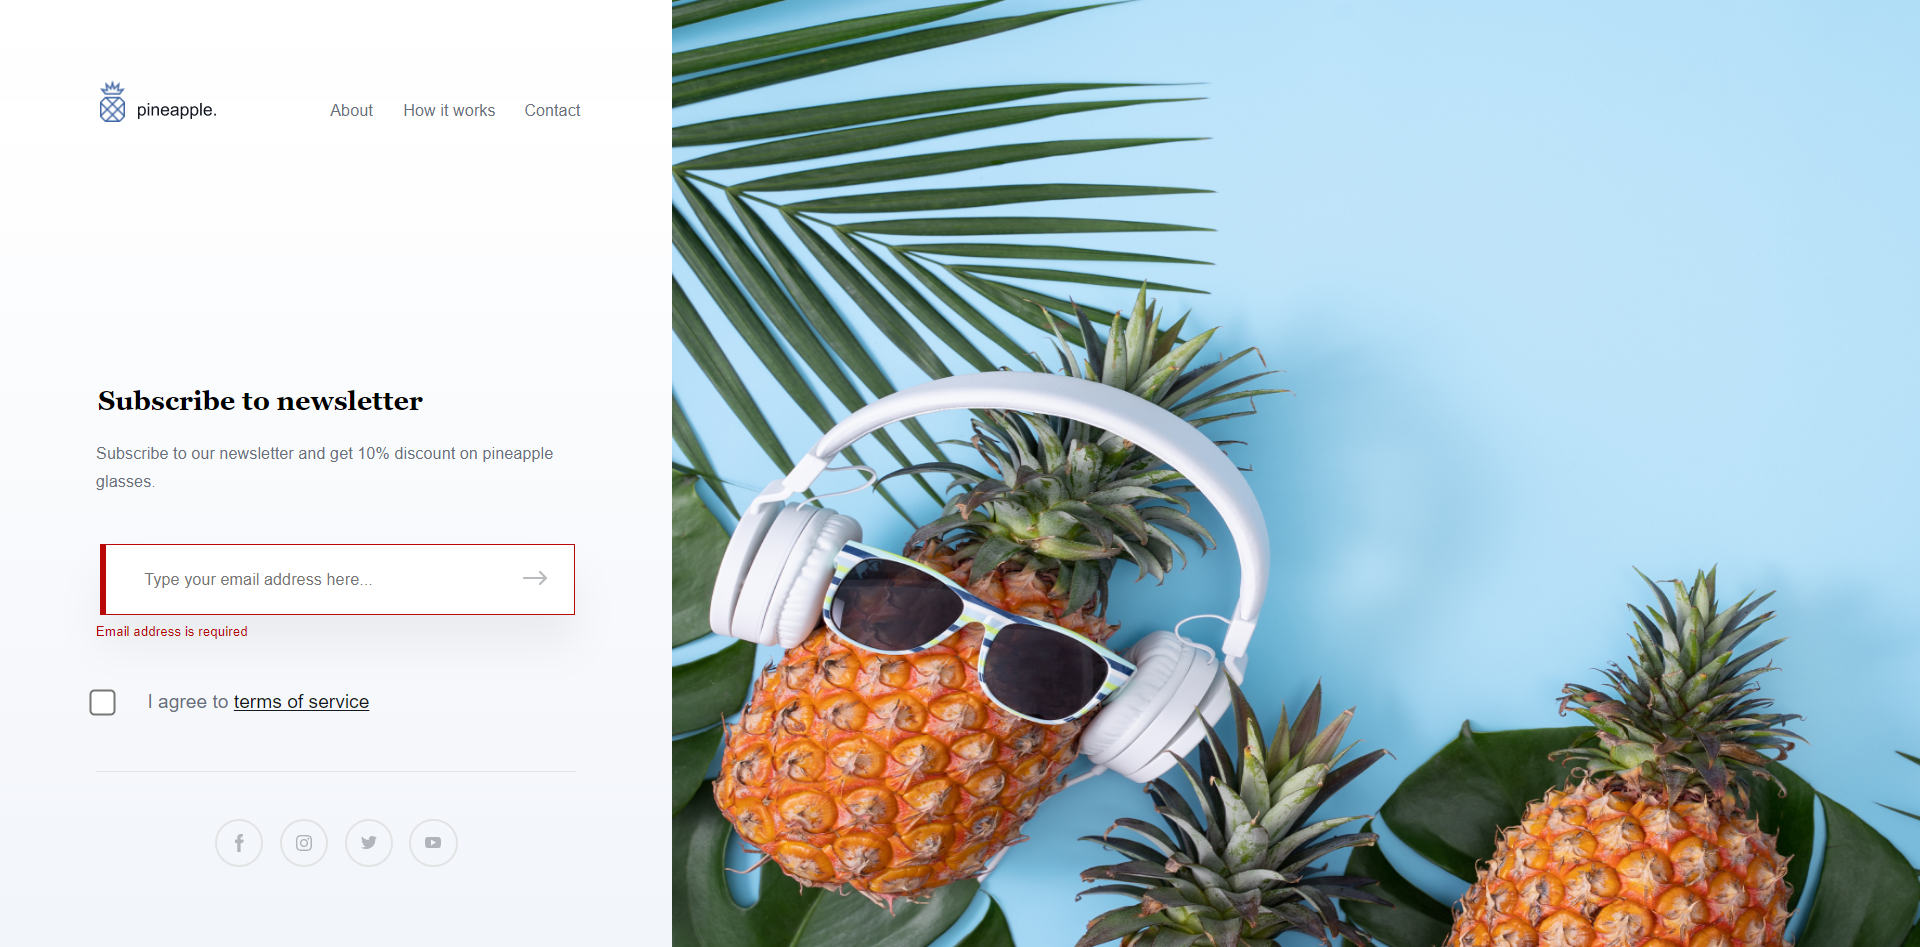 pineapple.
About
How it works
Contact
Subscribe to newsletter
Subscribe to our newsletter and get 10% discount on pineapple
glasses.
Type your email address here...
Email address is required
I agree to terms of service